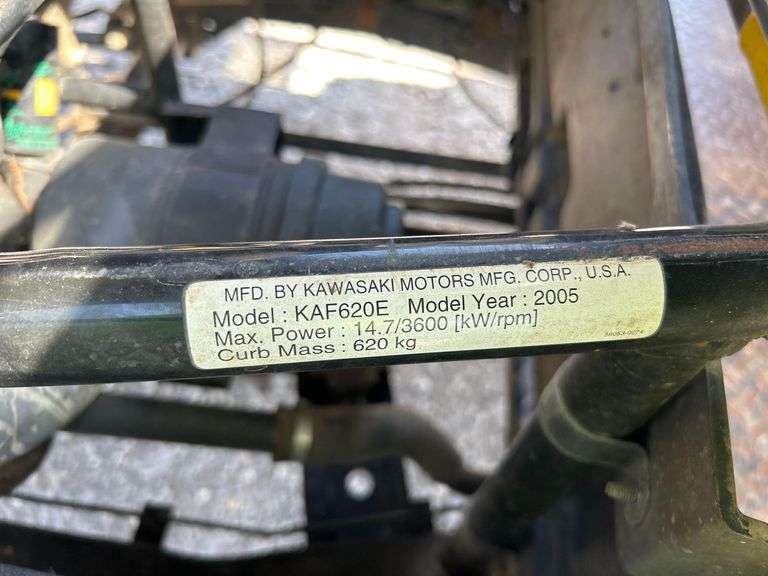 MFD. BY KAWASAKI MOTORS MFG. CORP., U.S.A.
Model : KAF620E Model Year : 2005
Max. Power : 14.7/3600 [kW/rpm]
Curb Mass : 620 kg